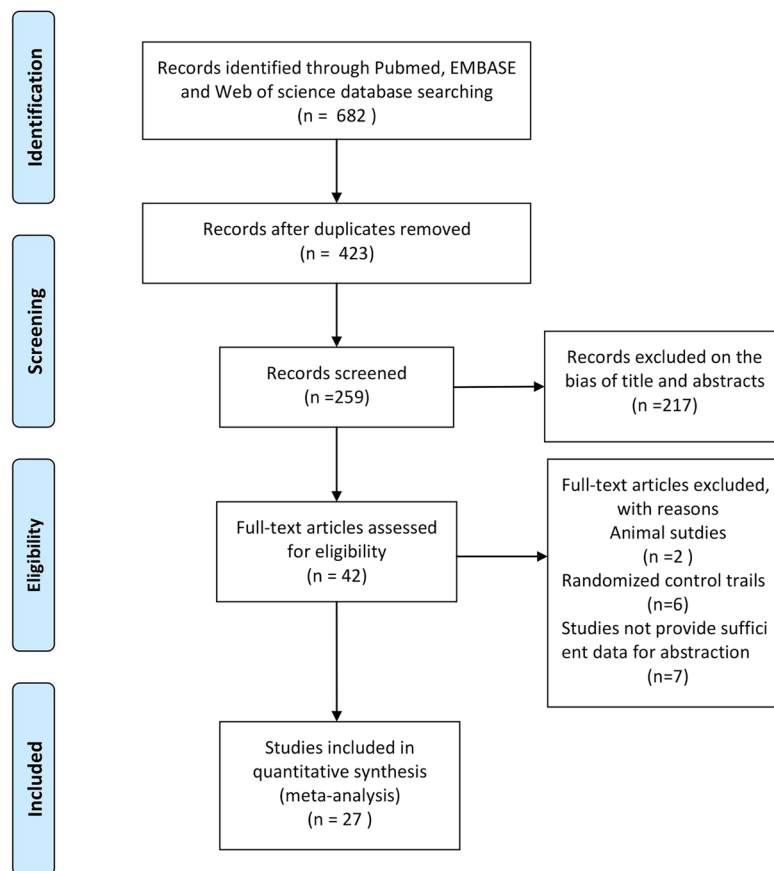 Identification
Records identified through Pubmed, EMBASE
and Web of science database searching
(n = 682 )
Records after duplicates removed
(n = 423)
Screening
Records screened
(n =259)
Records excluded on the
bias of title and abstracts
(n =217)
Eligibility
Full-text articles assessed
for eligibility
(n = 42)
Full-text articles excluded,
with reasons
Animal sutdies
(n =2 )
Randomized control trails
(n=6)
Studies not provide suffici
ent data for abstraction
(n=7)
Included
Studies included in
quantitative synthesis
(meta-analysis)
(n = 27 )